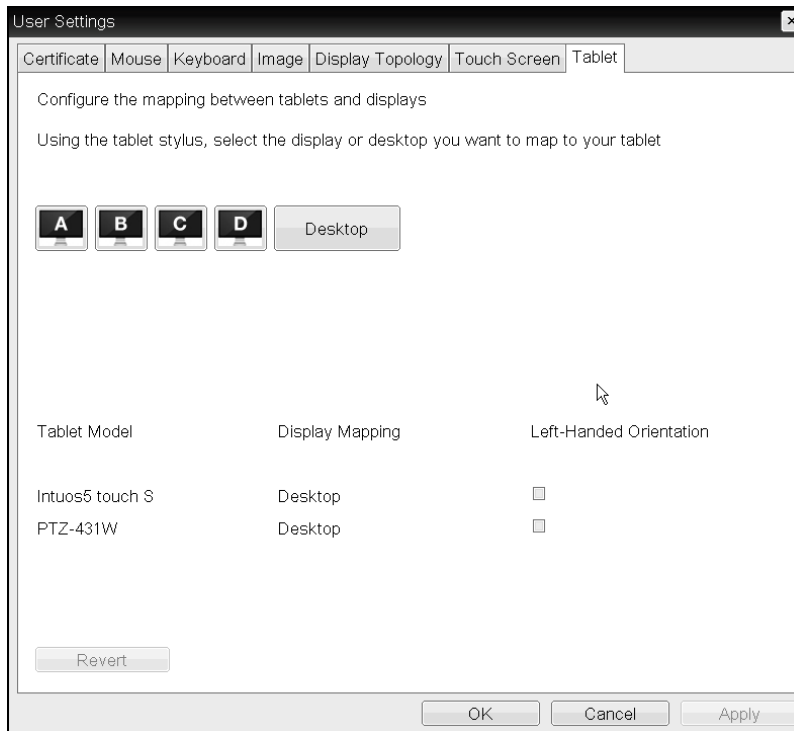 User Settings
Certificate Mouse Keyboard Image Display Topology Touch Screen Tablet
Configure the mapping between tablets and displays
Using the tablet stylus, select the display or desktop you want to map to your tablet
A B C D Desktop
Tablet Model Display Mapping Left-Handed Orientation
Intuos5 touch S Desktop
PTZ-431W Desktop
Revert
OK Cancel Apply